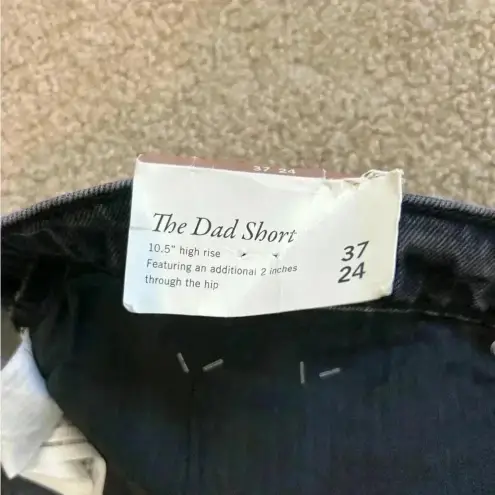 37 24
The Dad Short
10.5" high rise
Featuring an additional 2 inches
through the hip
37
24